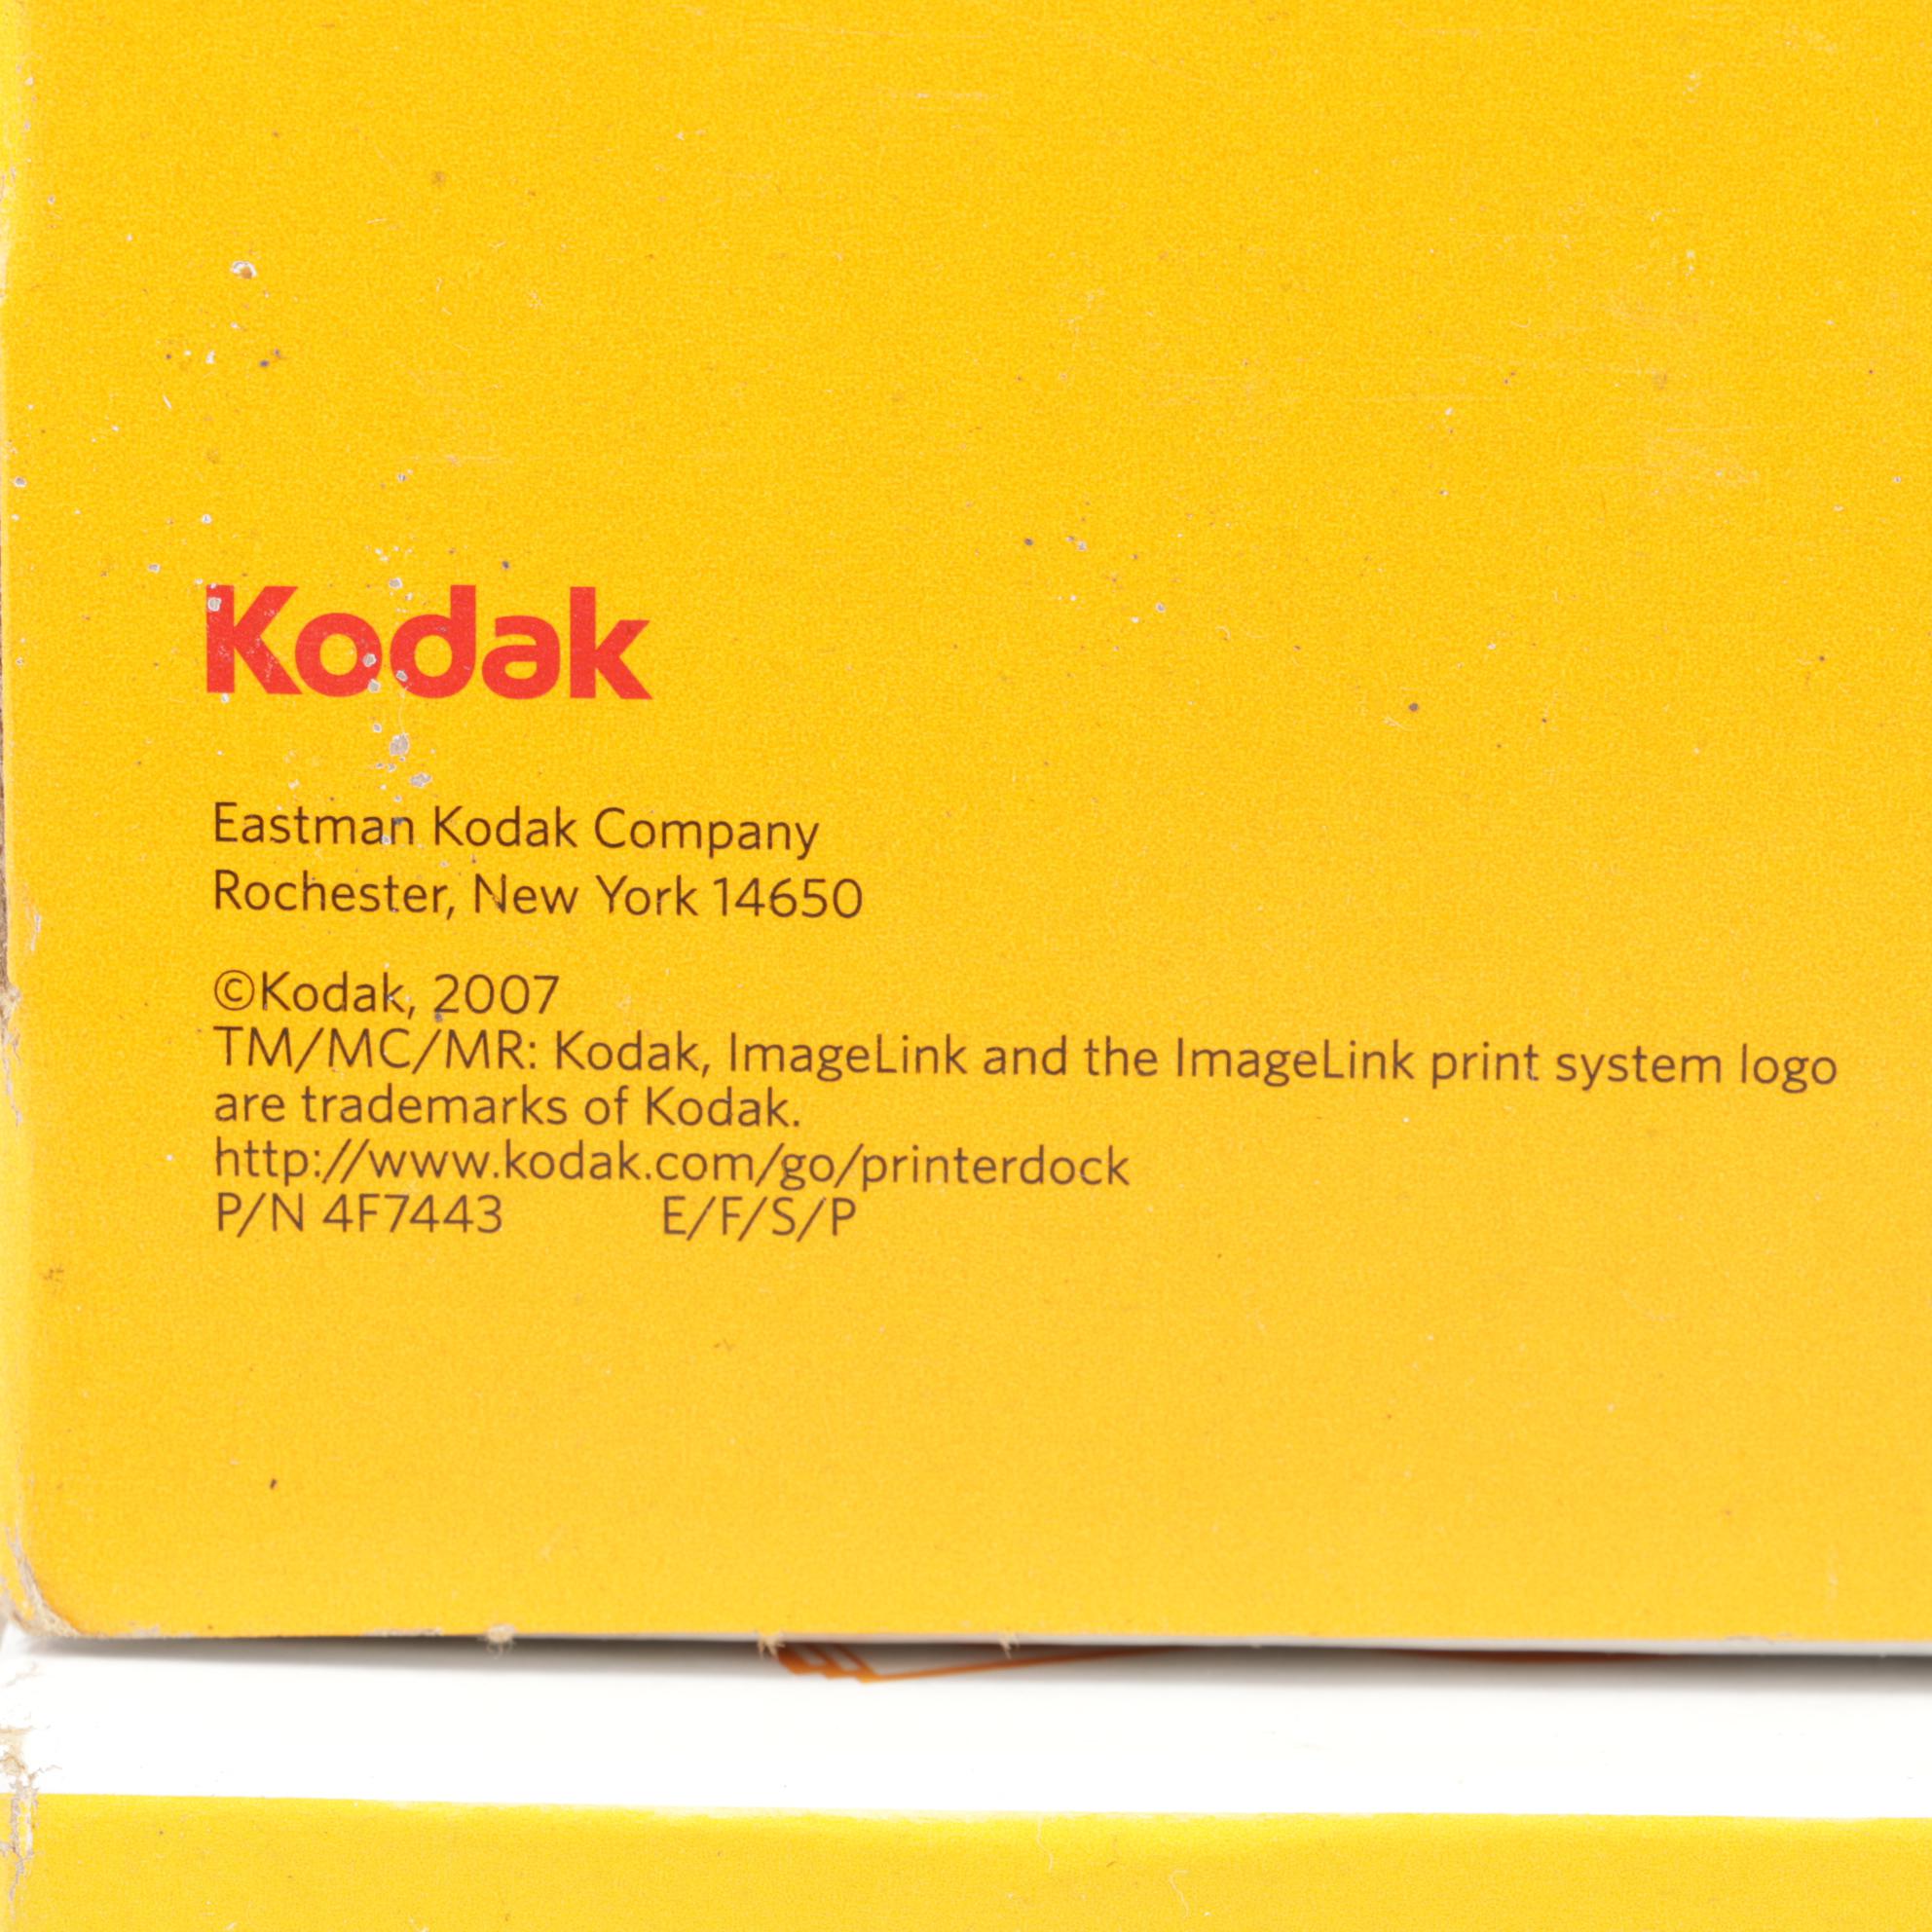 Kodak
Eastman Kodak Company
Rochester, New York 14650
©Kodak, 2007
TM/MC/MR: Kodak, ImageLink and the ImageLink print system logo
are trademarks of Kodak.
http://www.kodak.com/go/printerdock
P/N 4F7443 E/F/S/P